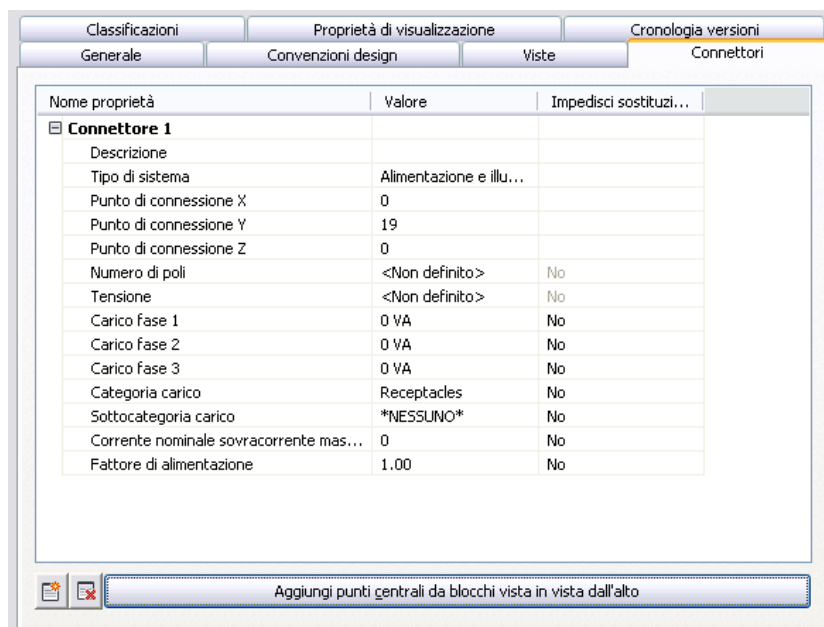 Classificazioni Proprietà di visualizzazione Cronologia versioni
Generale Convenzioni design Viste Connettori
Nome proprietà Valore Impedisci sostituzi...
Connettore 1
Descrizione
Tipo di sistema Alimentazione e illu...
Punto di connessione X 0
Punto di connessione Y 19
Punto di connessione Z 0
Numero di poli <Non definito> No
Tensione <Non definito> No
Carico fase 1 0 VA No
Carico fase 2 0 VA No
Carico fase 3 0 VA No
Categoria carico Receptacles No
Sottocategoria carico *NESSUNO* No
Corrente nominale sovracorrente mas... 0 No
Fattore di alimentazione 1.00 No
Aggiungi punti centrali da blocchi vista in vista dall'alto